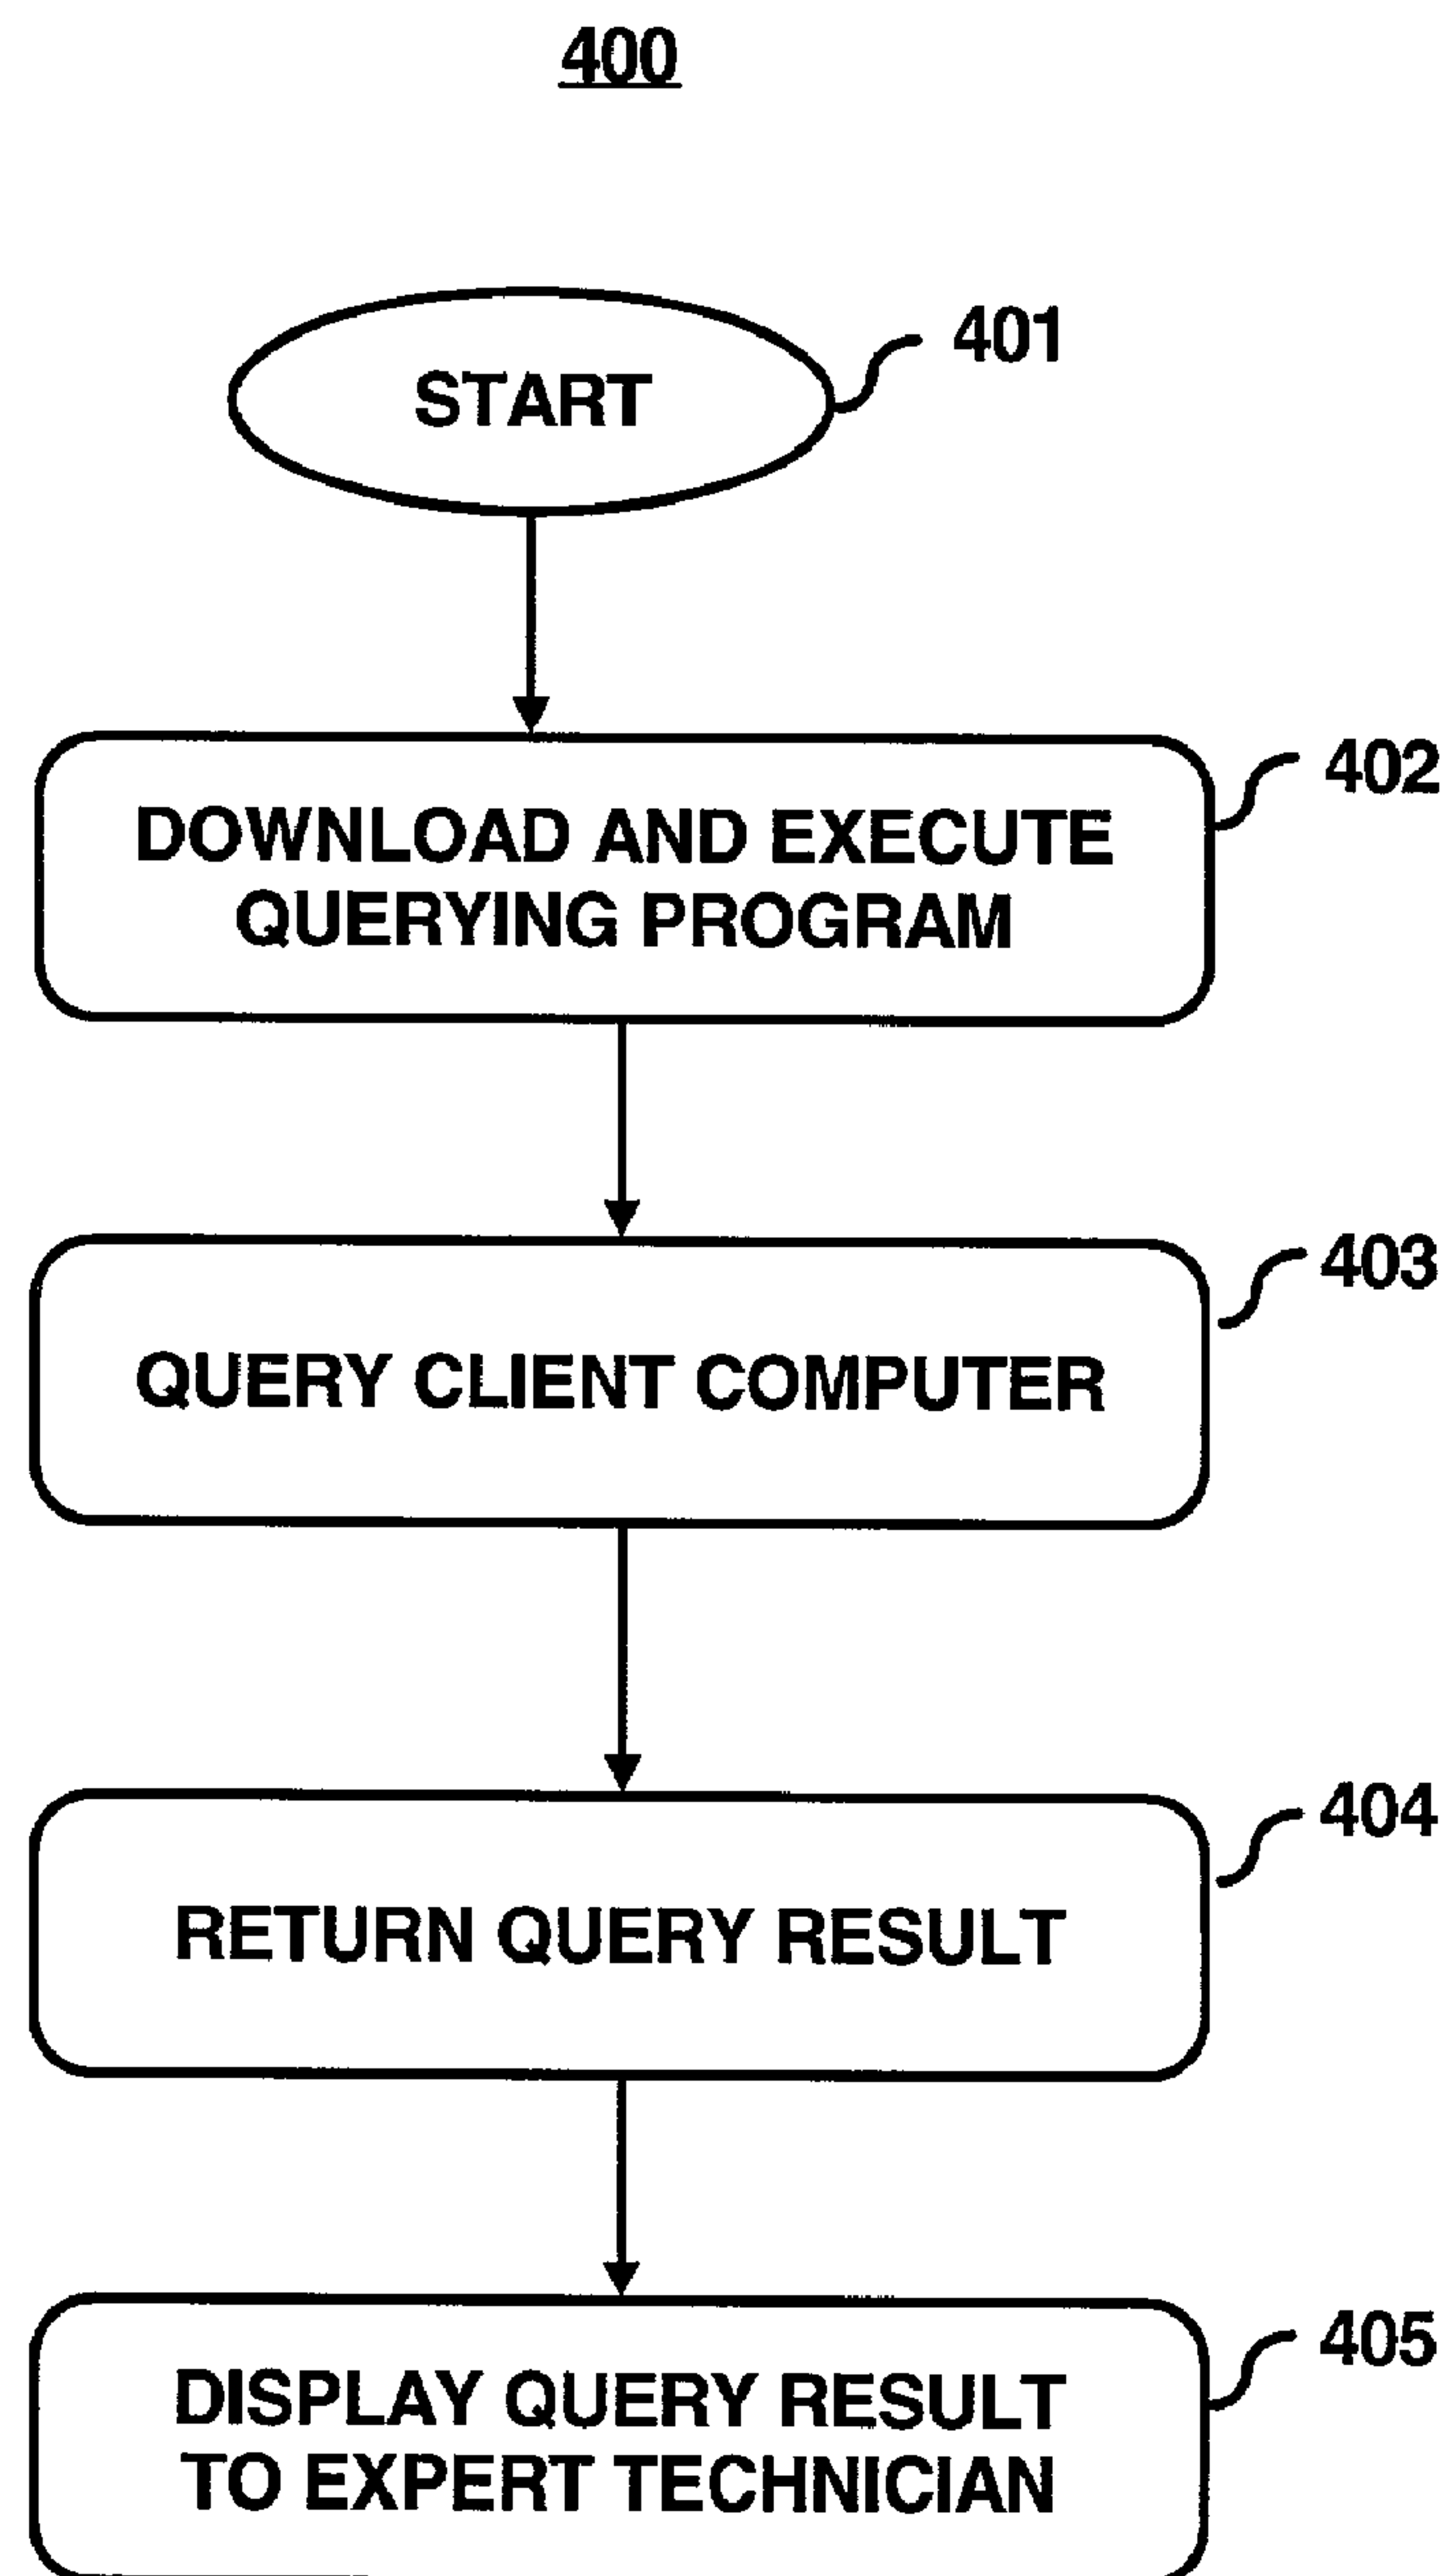 400
START
401
DOWNLOAD AND EXECUTE
QUERYING PROGRAM
402
QUERY CLIENT COMPUTER
403
RETURN QUERY RESULT
404
DISPLAY QUERY RESULT
TO EXPERT TECHNICIAN
405